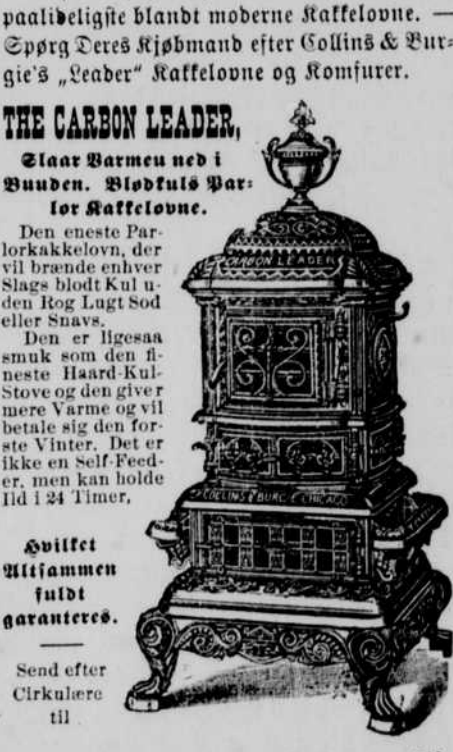 paalideligste blandt moderne Kakkelovne. —
Spørg Deres Kjøbmand efter Collins & Bur=
gie's „Leader" Kakkelovne og Komfurer.
THE CARBON LEADER,
Slaar Varmen ned i
Bunden. Blødkuls Par=
lor Kakkelovne.
Den eneste Par-
lorkakkelovn, der
vil brænde enhver
Slags blodt Kul u-
den Rog Lugt Sod
eller Snavs.
Den er ligesaa
smuk som den fi-
neste Haard-Kul-
Stove og den giver
mere Varme og vil
betale sig den for-
ste Vinter. Det er
ikke en Self-Feed-
er, men kan holde
Ild i 24 Timer,
Hvilket
Altsammen
fuldt
garanteres.
Send efter
Cirkulære
til
CARBON LEADER
COLLINS & BURGIE CHICAGO